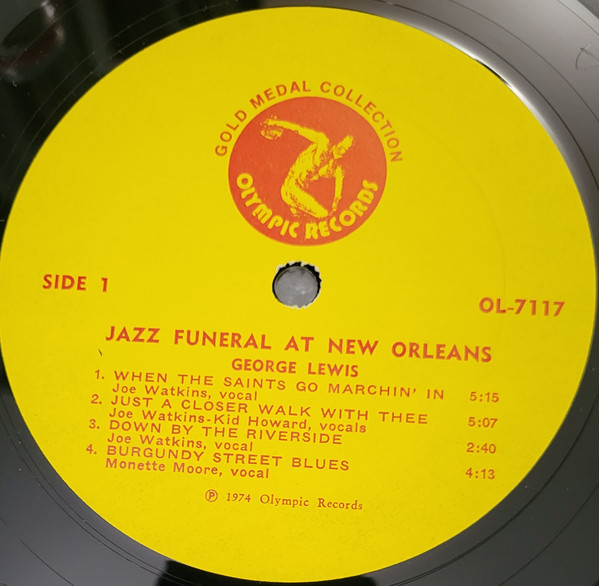 GOLD MEDAL COLLECTION
OLYMPIC RECORDS
SIDE 1
OL-7117
JAZZ FUNERAL AT NEW ORLEANS
GEORGE LEWIS
1. WHEN THE SAINTS GO MARCHIN' IN 5:15
Joe Watkins, vocal
2. JUST A CLOSER WALK WITH THEE 5:07
Joe Watkins-Kid Howard, vocals
3. DOWN BY THE RIVERSIDE 2:40
Joe Watkins, vocal
4. BURGUNDY STREET BLUES 4:13
Monette Moore, vocal
Ⓟ 1974 Olympic Records